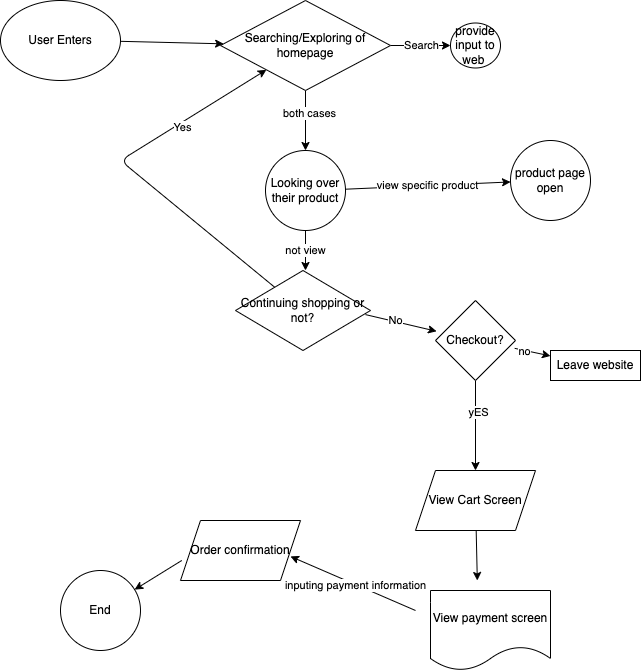 User Enters
Searching/Exploring of
homepage
Search
provide
input to
web
both cases
Yes
Looking over
their product
view specific product
product page
open
not view
Continuing shopping or
not?
No
Checkout?
no
Leave website
yES
View Cart Screen
Order confirmation
inputing payment information
End
View payment screen